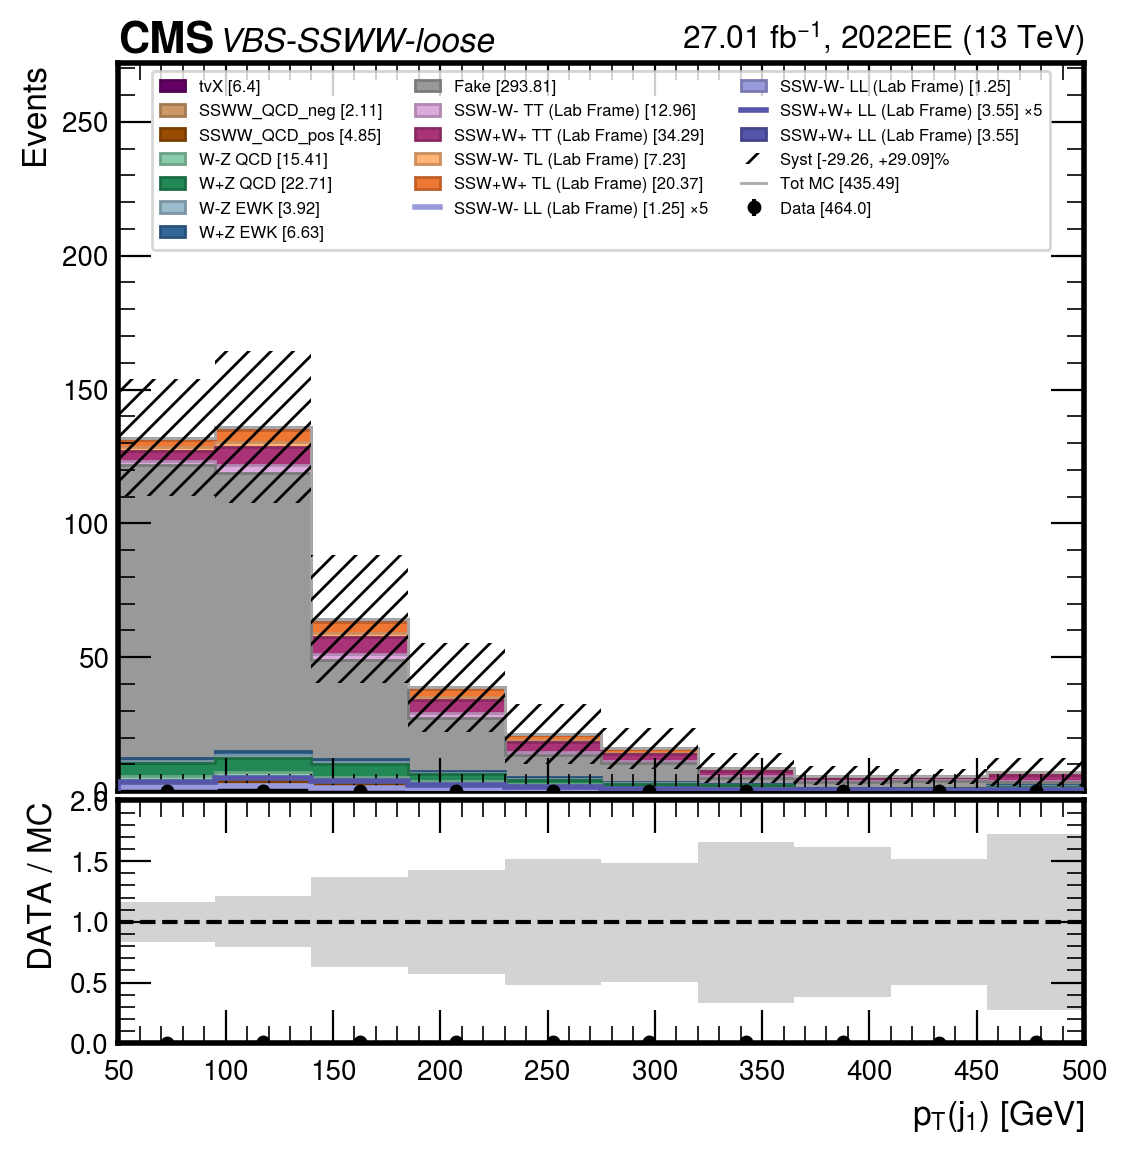 CMS VBS-SSWW-loose 27.01 fb⁻¹, 2022EE (13 TeV)
Events
tvX [6.4]
SSWW_QCD_neg [2.11]
SSWW_QCD_pos [4.85]
W-Z QCD [15.41]
W+Z QCD [22.71]
W-Z EWK [3.92]
W+Z EWK [6.63]
Fake [293.81]
SSW-W- TT (Lab Frame) [12.96]
SSW+W+ TT (Lab Frame) [34.29]
SSW-W- TL (Lab Frame) [7.23]
SSW+W+ TL (Lab Frame) [20.37]
SSW-W- LL (Lab Frame) [1.25] ×5
SSW-W- LL (Lab Frame) [1.25]
SSW+W+ LL (Lab Frame) [3.55] ×5
SSW+W+ LL (Lab Frame) [3.55]
Syst [-29.26, +29.09]%
Tot MC [435.49]
Data [464.0]
250
200
150
100
50
0
DATA / MC
2.0
1.5
1.0
0.5
0.0
50 100 150 200 250 300 350 400 450 500
p_T(j_1) [GeV]